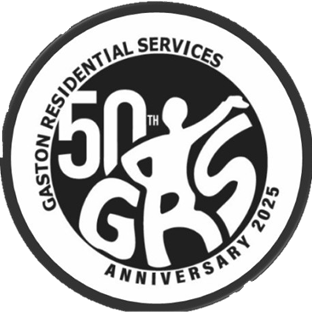 GASTON RESIDENTIAL SERVICES
50TH
GRS
ANNIVERSARY 2025